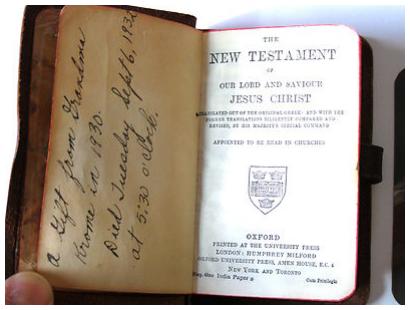 A Gift from Grandma
Krome in 1930.
Died Tuesday Sept 6, 193
at 5:30 o'clock.
THE
NEW TESTAMENT
OF
OUR LORD AND SAVIOUR
JESUS CHRIST
TRANSLATED OUT OF THE ORIGINAL GREEK: AND WITH THE
FORMER TRANSLATIONS DILIGENTLY COMPARED AND
REVISED, BY HIS MAJESTY'S SPECIAL COMMAND
APPOINTED TO BE READ IN CHURCHES
OXFORD
PRINTED AT THE UNIVERSITY PRESS
LONDON: HUMPHREY MILFORD
OXFORD UNIVERSITY PRESS, AMEN HOUSE, E.C. 4
NEW YORK AND TORONTO
India Paper
Cum Privilegio